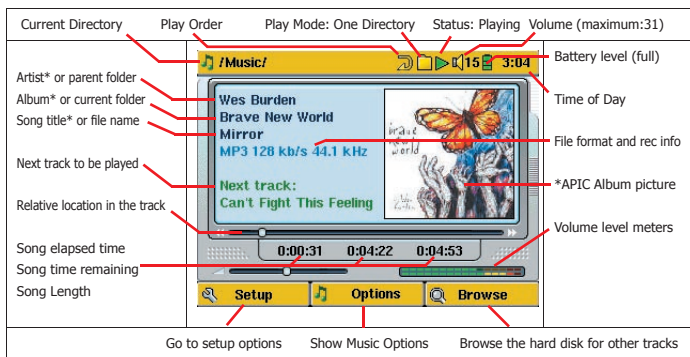 Current Directory
Play Order
Play Mode: One Directory
Status: Playing
Volume (maximum:31)
/Music/
15
3:04
Battery level (full)
Time of Day
Artist* or parent folder
Album* or current folder
Song title* or file name
Next track to be played
Relative location in the track
Song elapsed time
Song time remaining
Song Length
Wes Burden
Brave New World
Mirror
MP3 128 kb/s 44.1 kHz
Next track:
Can't Fight This Feeling
brave
new
world
File format and rec info
*APIC Album picture
Volume level meters
0:00:31
0:04:22
0:04:53
Setup
Options
Browse
Go to setup options
Show Music Options
Browse the hard disk for other tracks